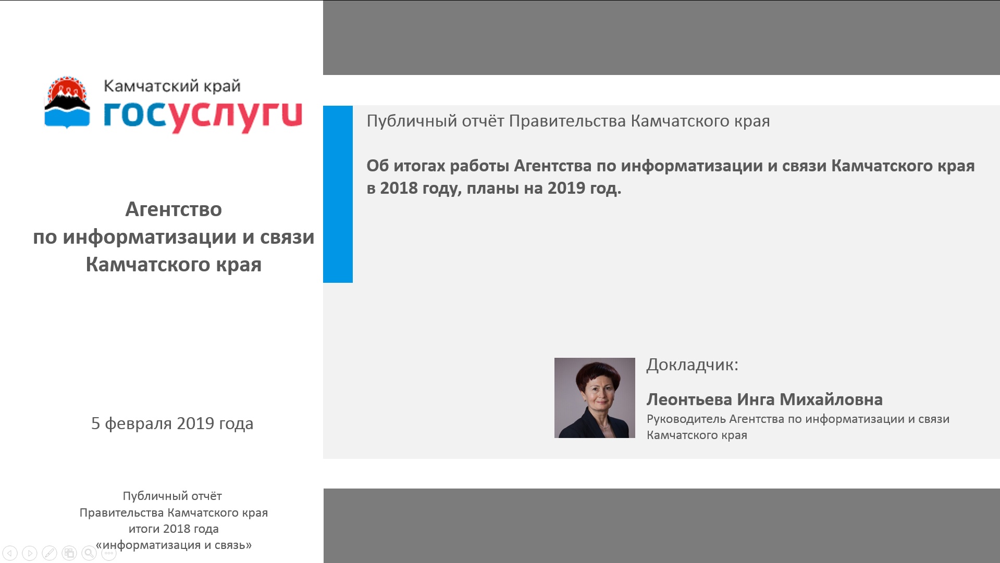 Камчатский край
госуслуги
Агентство
по информатизации и связи
Камчатского края
5 февраля 2019 года
Публичный отчёт
Правительства Камчатского края
итоги 2018 года
«информатизация и связь»
Публичный отчёт Правительства Камчатского края
Об итогах работы Агентства по информатизации и связи Камчатского края
в 2018 году, планы на 2019 год.
Докладчик:
Леонтьева Инга Михайловна
Руководитель Агентства по информатизации и связи
Камчатского края